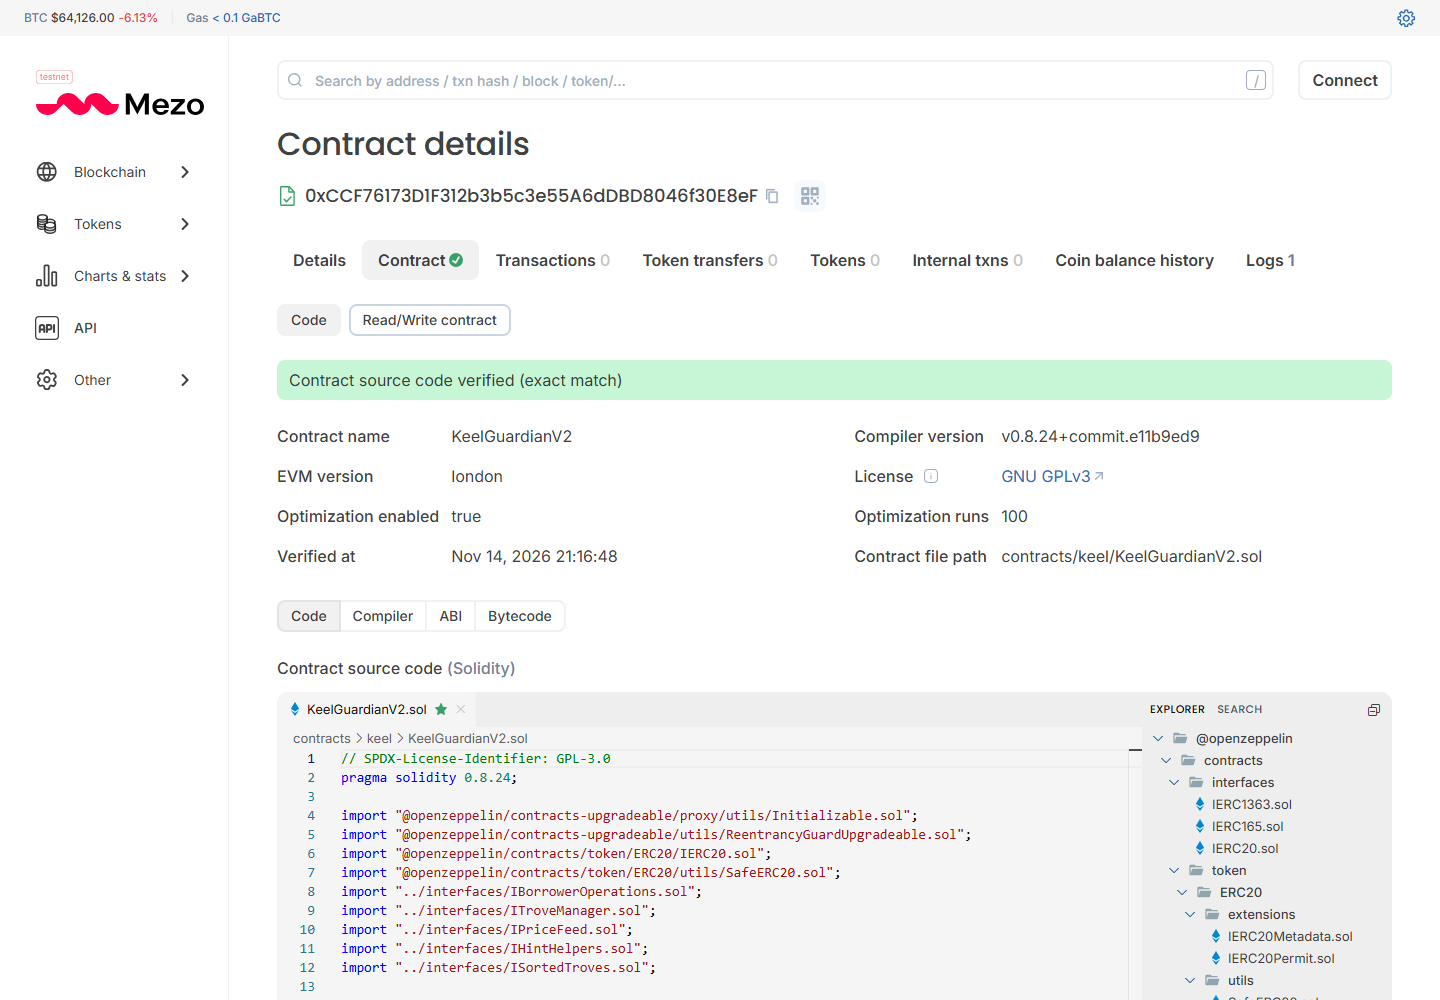 BTC $64,126.00 -6.13% Gas < 0.1 GaBTC
testnet
Mezo
Blockchain
Tokens
Charts & stats
API API
Other
Search by address / txn hash / block / token/... /
Connect
Contract details
0xCCF76173D1F312b3b5c3e55A6dDBD8046f30E8eF
Details Contract Transactions 0 Token transfers 0 Tokens 0 Internal txns 0 Coin balance history Logs 1
Code Read/Write contract
Contract source code verified (exact match)
Contract name KeelGuardianV2 Compiler version v0.8.24+commit.e11b9ed9
EVM version london License i GNU GPLv3
Optimization enabled true Optimization runs 100
Verified at Nov 14, 2026 21:16:48 Contract file path contracts/keel/KeelGuardianV2.sol
Code Compiler ABI Bytecode
Contract source code (Solidity)
KeelGuardianV2.sol
contracts > keel > KeelGuardianV2.sol
1 // SPDX-License-Identifier: GPL-3.0
2 pragma solidity 0.8.24;
3
4 import "@openzeppelin/contracts-upgradeable/proxy/utils/Initializable.sol";
5 import "@openzeppelin/contracts-upgradeable/utils/ReentrancyGuardUpgradeable.sol";
6 import "@openzeppelin/contracts/token/ERC20/IERC20.sol";
7 import "@openzeppelin/contracts/token/ERC20/utils/SafeERC20.sol";
8 import "../interfaces/IBorrowerOperations.sol";
9 import "../interfaces/ITroveManager.sol";
10 import "../interfaces/IPriceFeed.sol";
11 import "../interfaces/IHintHelpers.sol";
12 import "../interfaces/ISortedTroves.sol";
13
EXPLORER SEARCH
@openzeppelin
contracts
interfaces
IERC1363.sol
IERC165.sol
IERC20.sol
token
ERC20
extensions
IERC20Metadata.sol
IERC20Permit.sol
utils